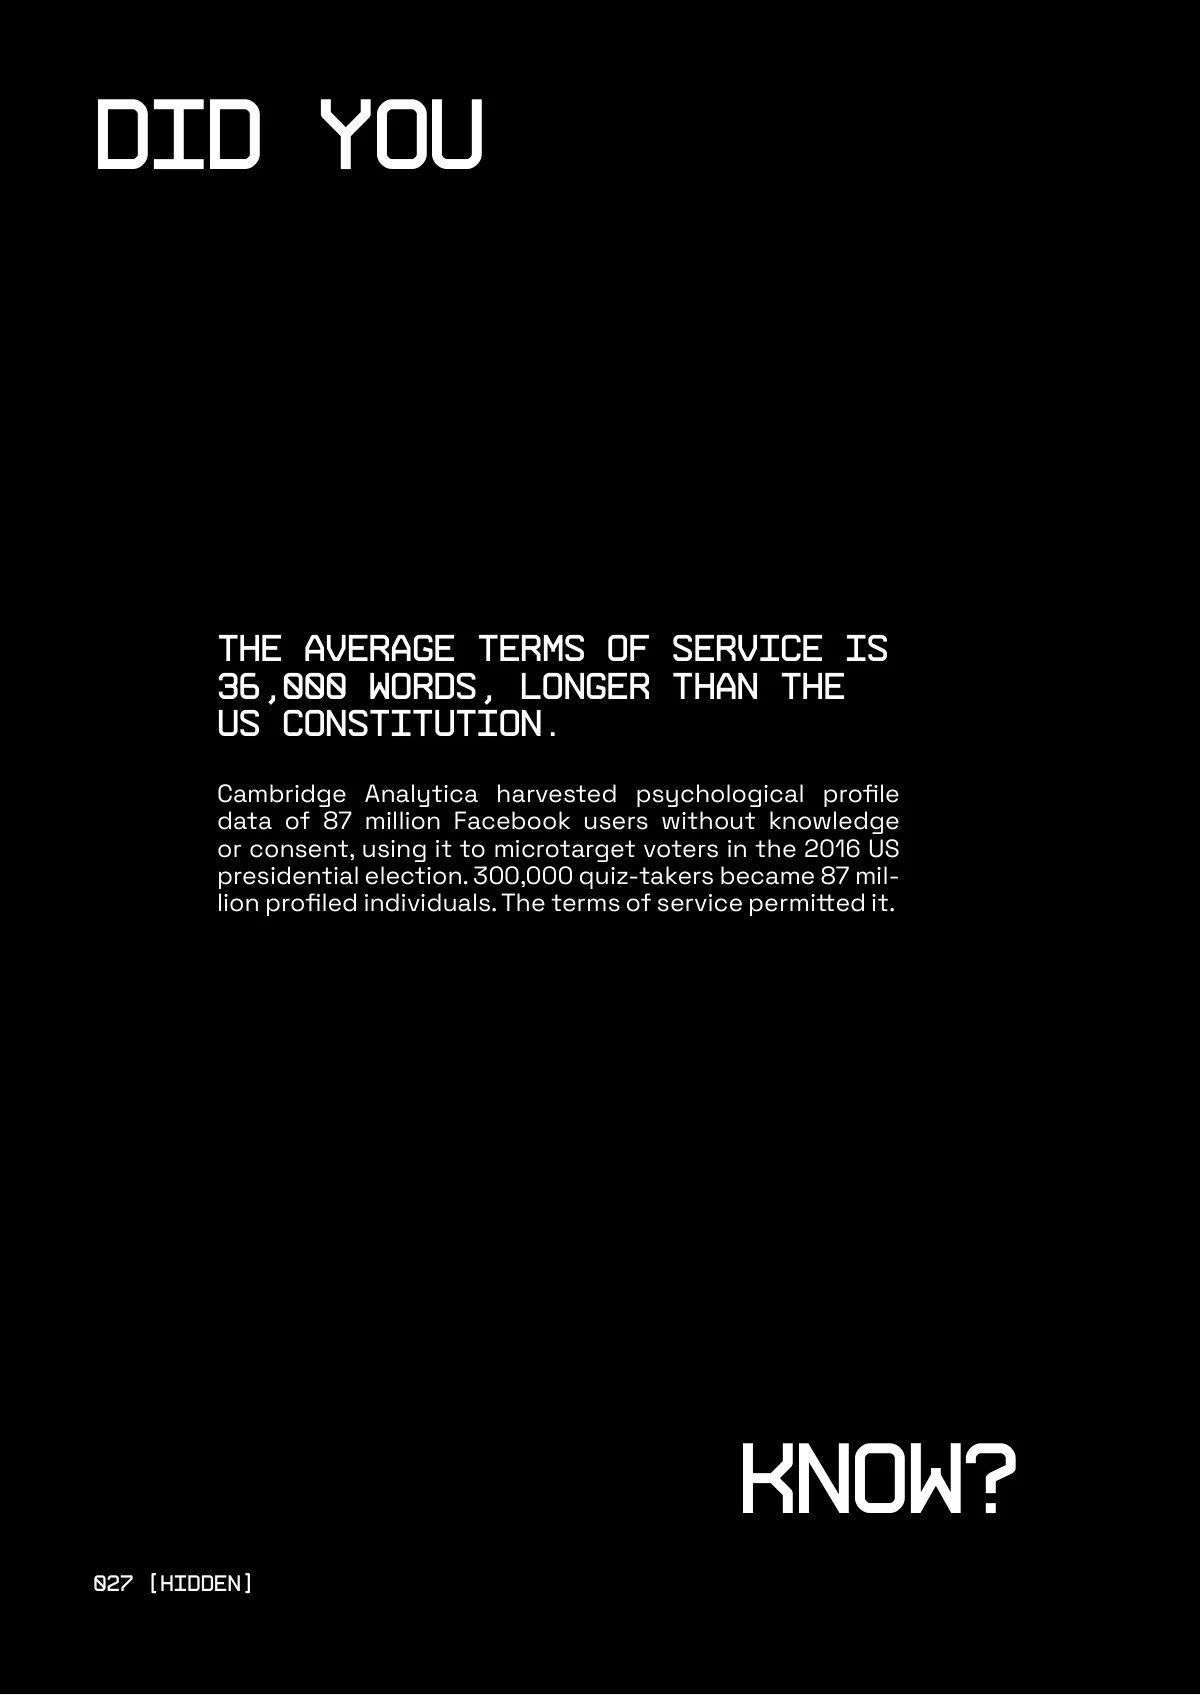 DID YOU
THE AVERAGE TERMS OF SERVICE IS
36,000 WORDS, LONGER THAN THE
US CONSTITUTION.
Cambridge Analytica harvested psychological profile
data of 87 million Facebook users without knowledge
or consent, using it to microtarget voters in the 2016 US
presidential election. 300,000 quiz-takers became 87 mil-
lion profiled individuals. The terms of service permitted it.
KNOW?
027 [HIDDEN]